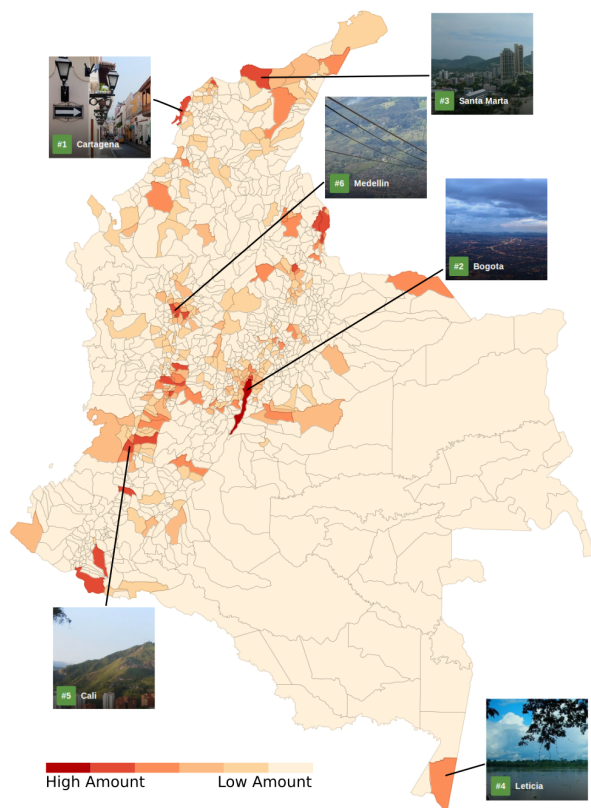 #3 Santa Marta
#1 Cartagena
#6 Medellin
#2 Bogota
#5 Cali
#4 Leticia
High Amount Low Amount